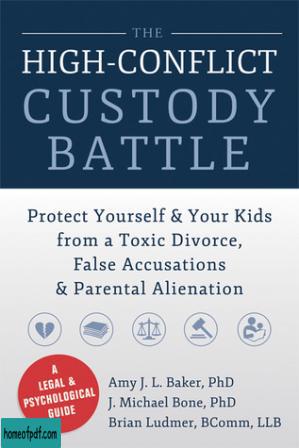 THE
HIGH-CONFLICT
CUSTODY
BATTLE
Protect Yourself & Your Kids
from a Toxic Divorce,
False Accusations
& Parental Alienation
A
LEGAL &
PSYCHOLOGICAL
GUIDE
Amy J. L. Baker, PhD
J. Michael Bone, PhD
Brian Ludmer, BComm, LLB
homeofpdf.com